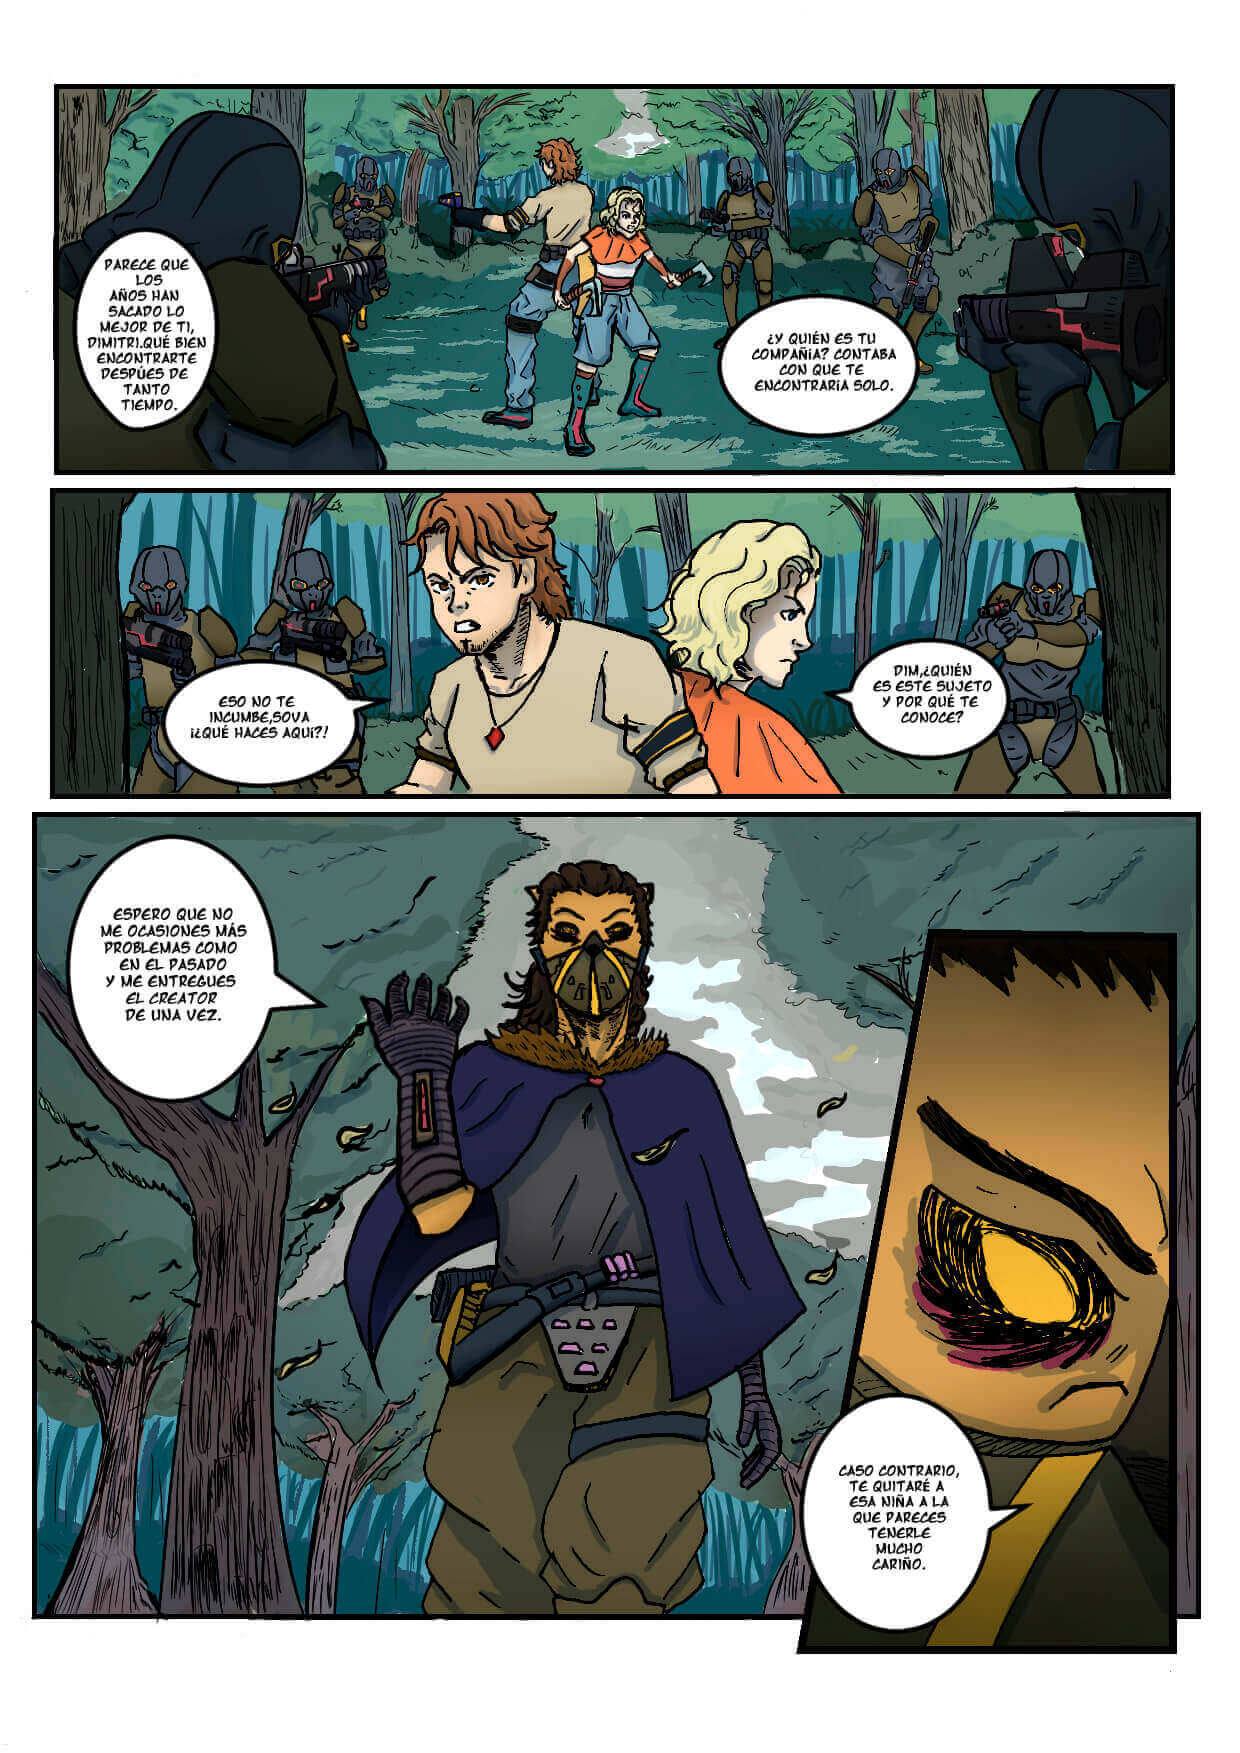 PARECE QUE
LOS
AÑOS HAN
SACADO LO
MEJOR DE TI,
DIMITRI.QUÉ BIEN
ENCONTRARTE
DESPÚES DE
TANTO
TIEMPO.
¿Y QUIÉN ES TU
COMPAÑIA? CONTABA
CON QUE TE
ENCONTRARIA SOLO.
ESO NO TE
INCUMBE,SOVA
¡¿QUÉ HACES AQUÍ?!
DIM,¿QUIÉN
ES ESTE SUJETO
Y POR QUÉ TE
CONOCE?
ESPERO QUE NO
ME OCASIONES MÁS
PROBLEMAS COMO
EN EL PASADO
Y ME ENTREGUES
EL CREATOR
DE UNA VEZ.
CASO CONTRARIO,
TE QUITARÉ A
ESA NIÑA A LA
QUE PARECES
TENERLE
MUCHO
CARIÑO.